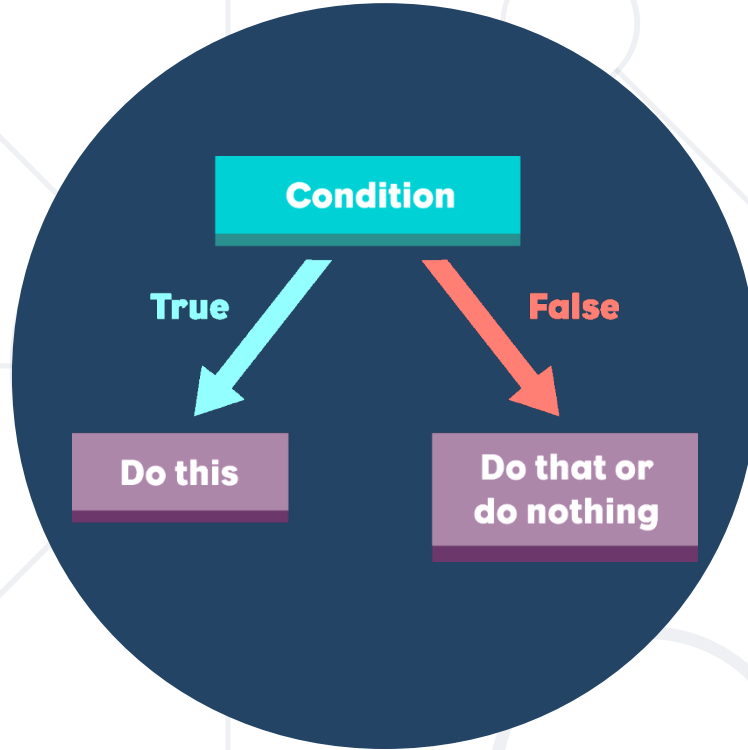 Condition
True
False
Do this
Do that or
do nothing